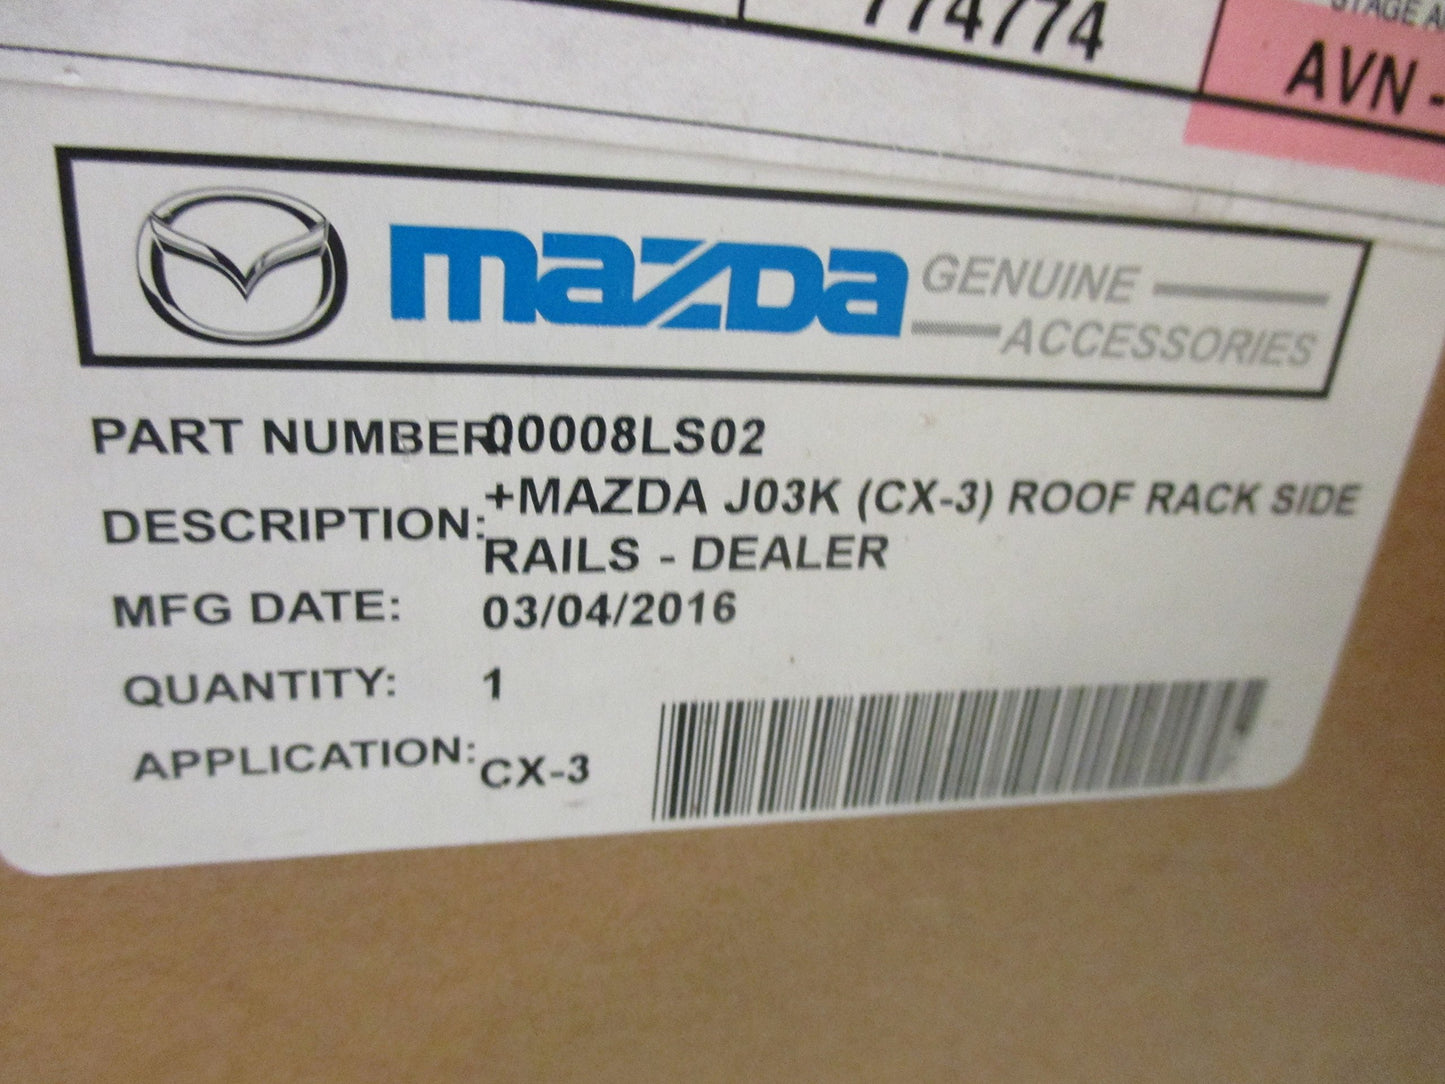 774774
AVN -
mazda GENUINE
ACCESSORIES
PART NUMBER 00008LS02
DESCRIPTION: +MAZDA J03K (CX-3) ROOF RACK SIDE
RAILS - DEALER
MFG DATE: 03/04/2016
QUANTITY: 1
APPLICATION: CX-3